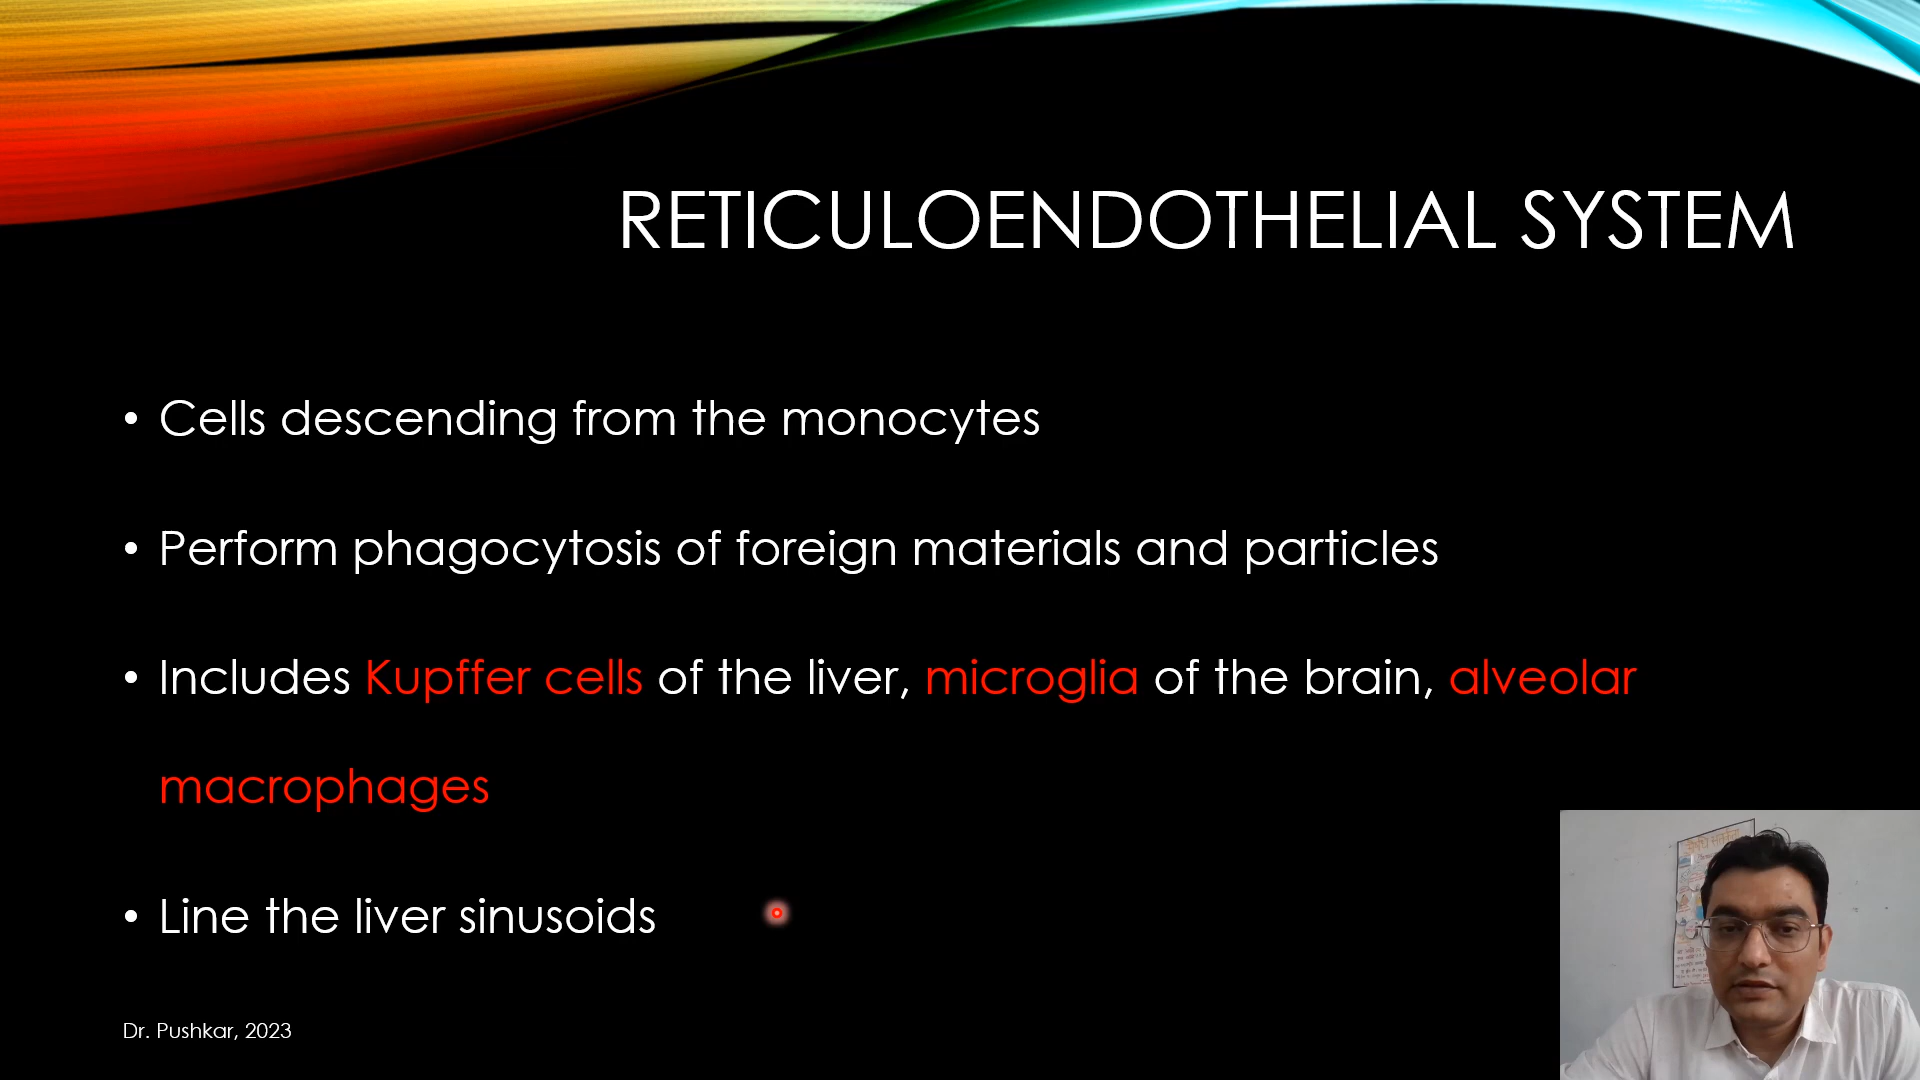 RETICULOENDOTHELIAL SYSTEM
• Cells descending from the monocytes
• Perform phagocytosis of foreign materials and particles
• Includes Kupffer cells of the liver, microglia of the brain, alveolar
macrophages
• Line the liver sinusoids
Dr. Pushkar, 2023